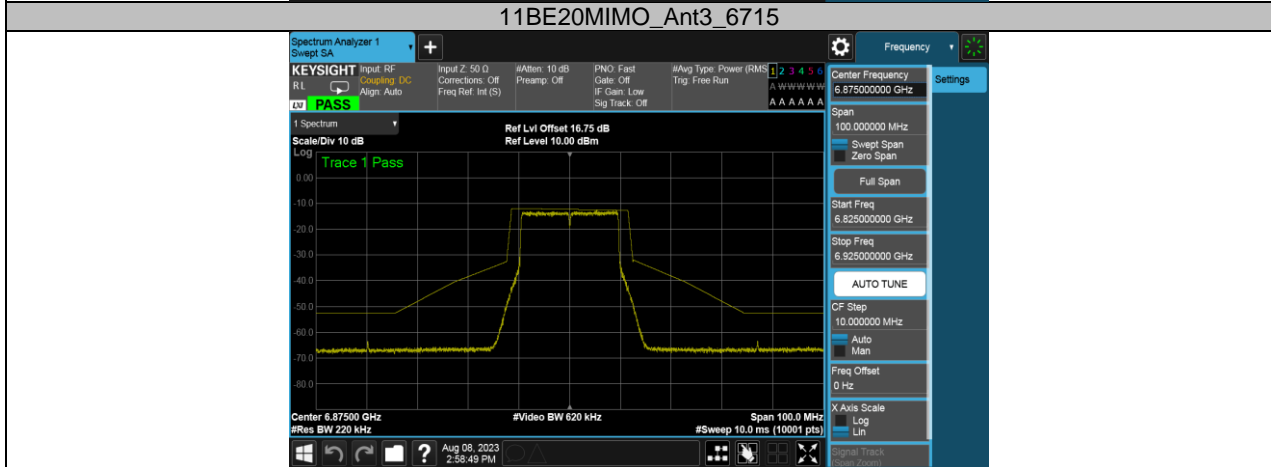 11BE20MIMO_Ant3_6715
Spectrum Analyzer 1
Swept SA
+
Frequency
KEYSIGHT
RL
LXI
PASS
Input: RF
Coupling: DC
Align: Auto
Input Z: 50 Ω
Corrections: Off
Freq Ref: Int (S)
#Atten: 10 dB
Preamp: Off
PNO: Fast
Gate: Off
IF Gain: Low
Sig Track: Off
#Avg Type: Power (RMS
Trig: Free Run
1 2 3 4 5 6
A W W W W W
A A A A A A
1 Spectrum
Scale/Div 10 dB
Ref Lvl Offset 16.75 dB
Ref Level 10.00 dBm
Log
Trace 1 Pass
0.00
-10.0
-20.0
-30.0
-40.0
-50.0
-60.0
-70.0
-80.0
Center 6.87500 GHz
#Res BW 220 kHz
#Video BW 620 kHz
Span 100.0 MHz
#Sweep 10.0 ms (10001 pts)
Center Frequency
6.875000000 GHz
Settings
Span
100.000000 MHz
Swept Span
Zero Span
Full Span
Start Freq
6.825000000 GHz
Stop Freq
6.925000000 GHz
AUTO TUNE
CF Step
10.000000 MHz
Auto
Man
Freq Offset
0 Hz
X Axis Scale
Log
Lin
Signal Track
(Span Zoom)
?
Aug 08, 2023
2:58:49 PM